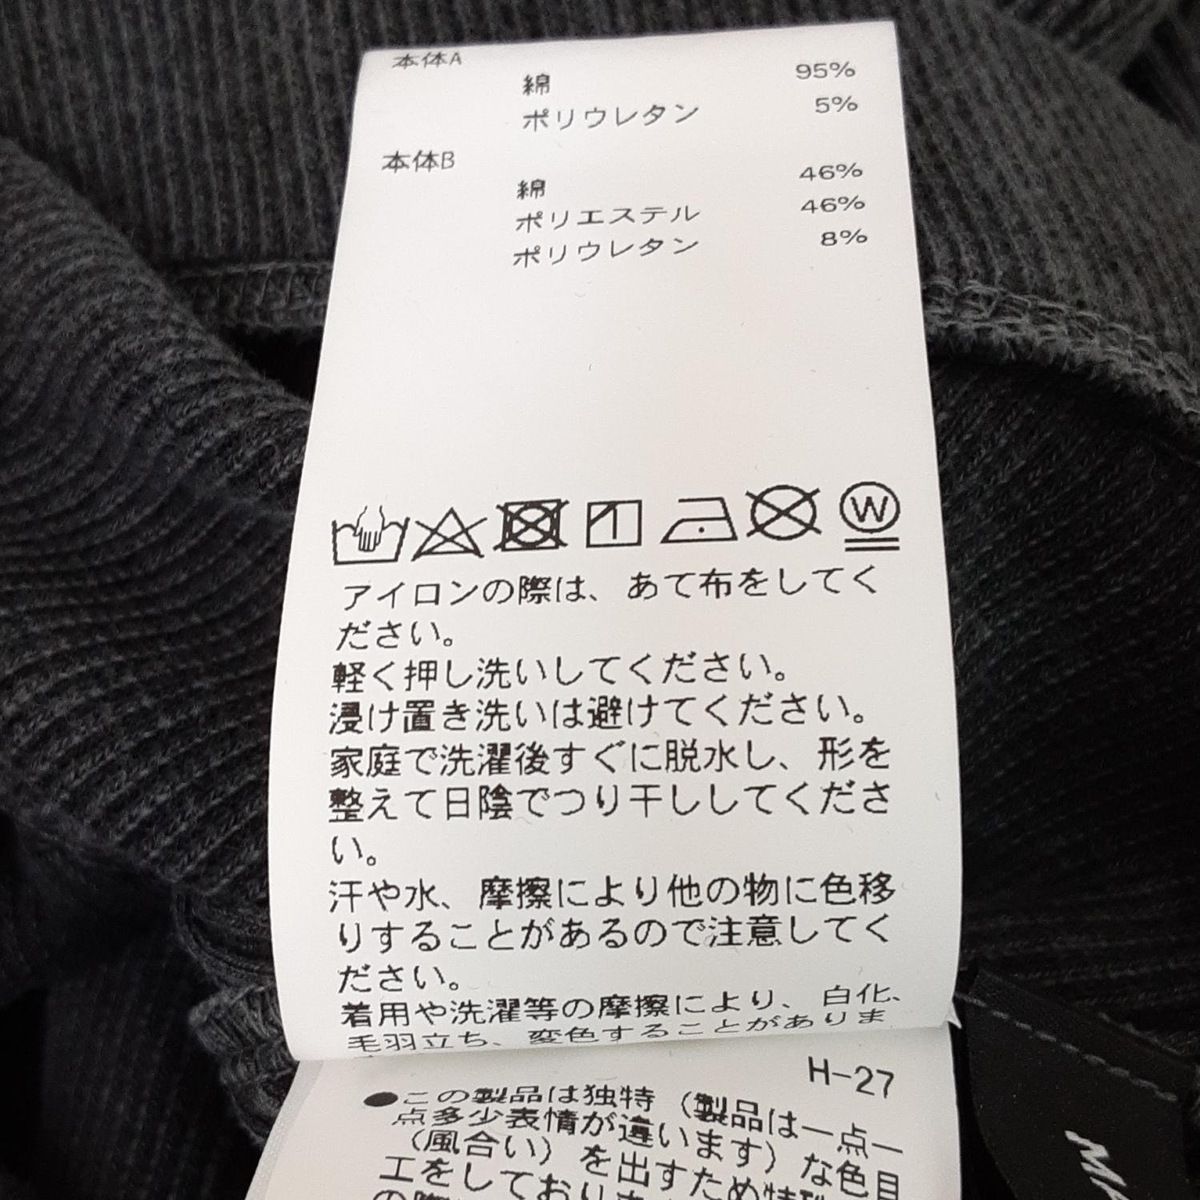 本体A
綿 95%
ポリウレタン 5%
本体B
綿 46%
ポリエステル 46%
ポリウレタン 8%
W
アイロンの際は、あて布をしてく
ださい。
軽く押し洗いしてください。
浸け置き洗いは避けてください。
家庭で洗濯後すぐに脱水し、形を
整えて日陰でつり干ししてくださ
い。
汗や水、摩擦により他の物に色移
りすることがあるので注意してく
ださい。
着用や洗濯等の摩擦により、白化、
毛羽立ち、変色することがありま
H-27
●この製品は独特(製品は一点一
点多少表情が違います)な色目
(風合い)を出すため特殊
工をしており